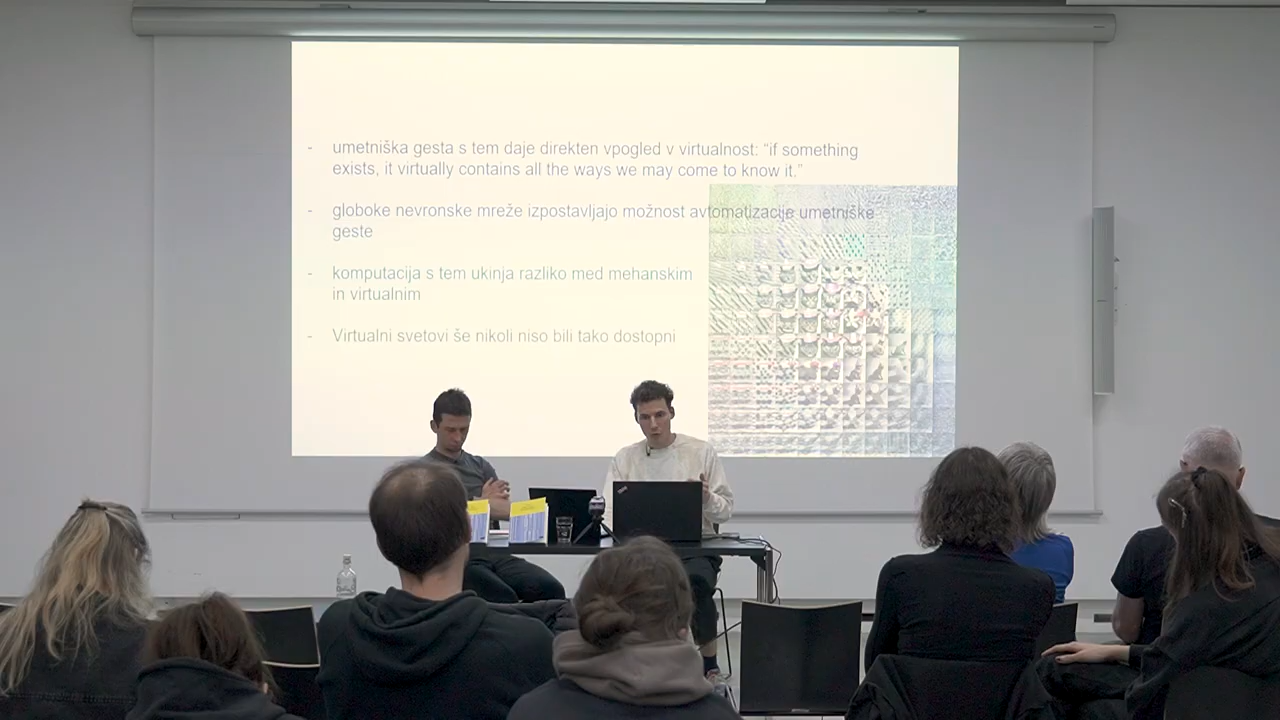 - umetniška gesta s tem daje direkten vpogled v virtualnost: “if something
exists, it virtually contains all the ways we may come to know it.”
- globoke nevronske mreže izpostavljajo možnost avtomatizacije umetniške
geste
- komputacija s tem ukinja razliko med mehanskim
in virtualnim
- Virtualni svetovi še nikoli niso bili tako dostopni